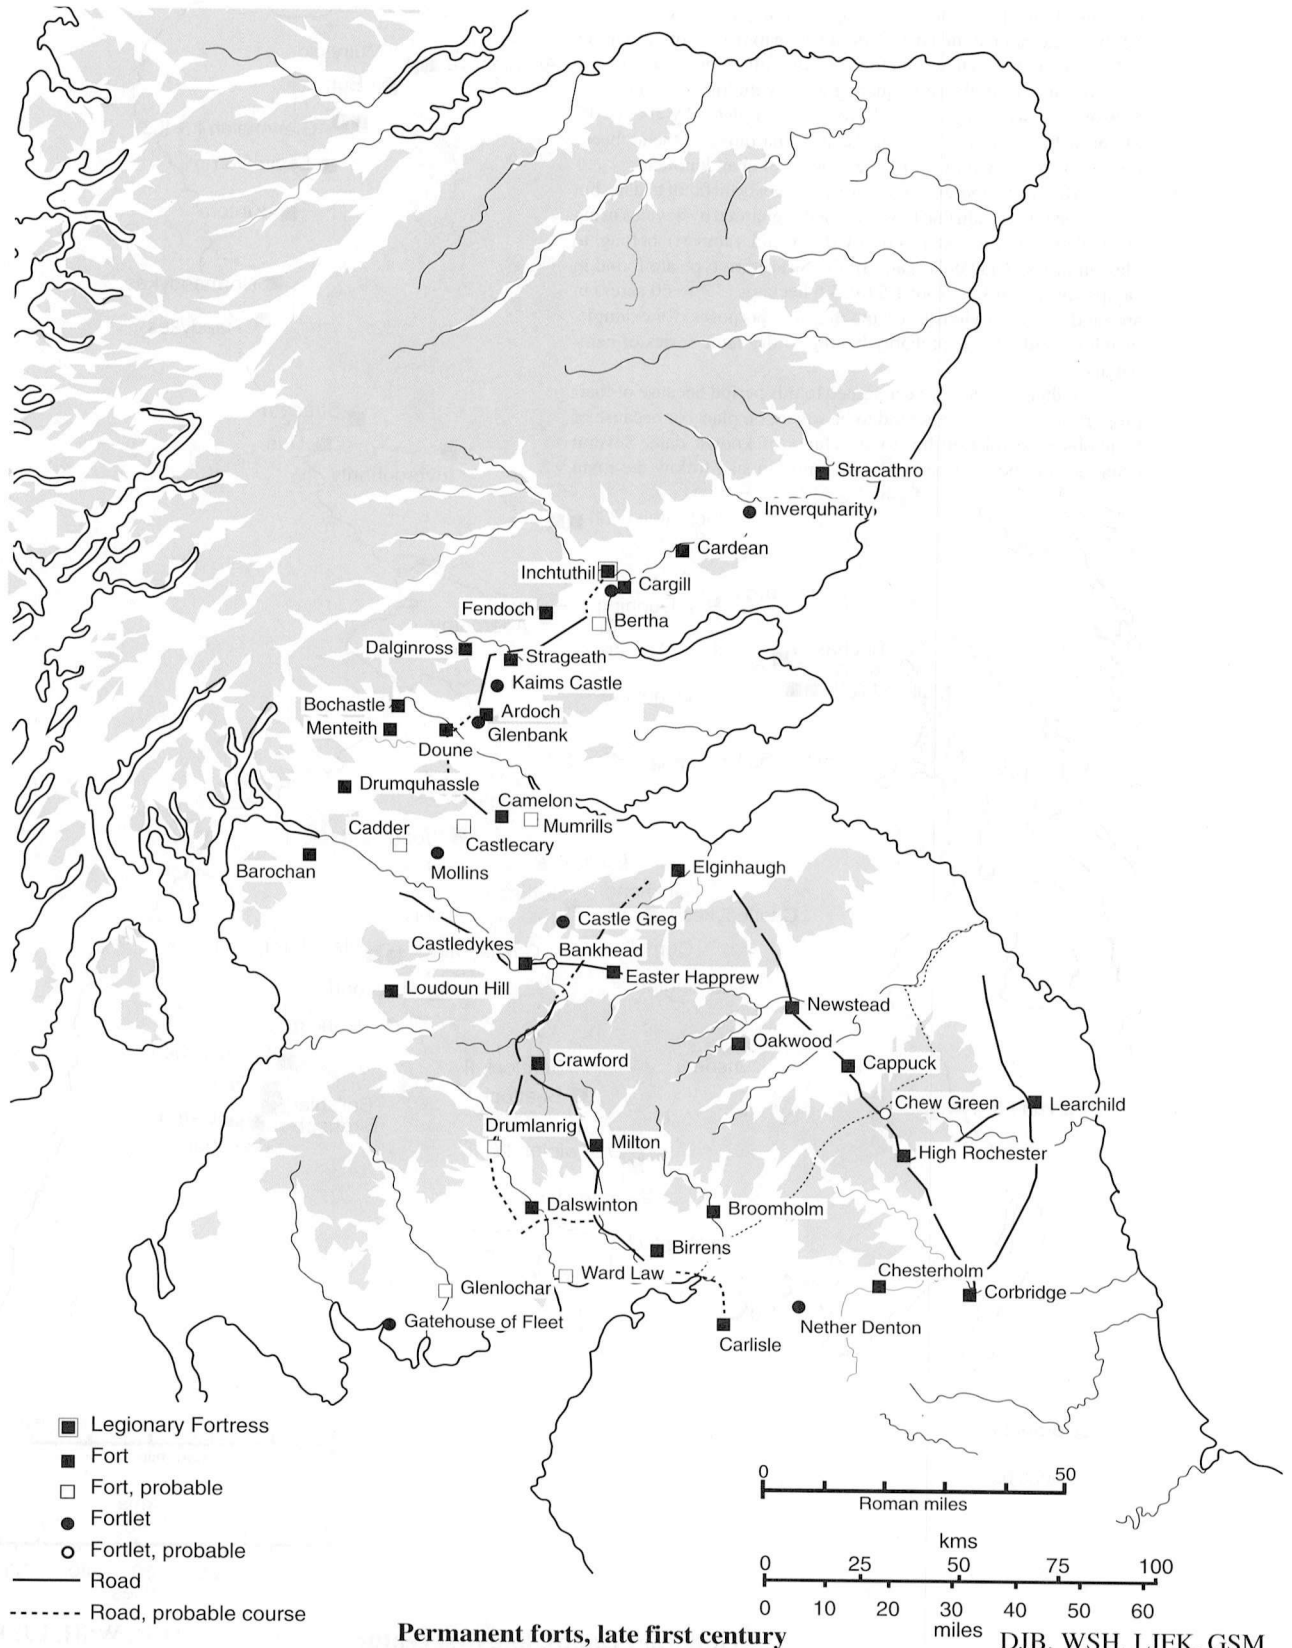 Stracathro
Inverquharity
Cardean
Inchtuthil
Cargill
Fendoch
Bertha
Dalginross
Strageath
Kaims Castle
Bochastle
Ardoch
Menteith
Glenbank
Doune
Drumquhassle
Camelon
Cadder
Mumrills
Castlecary
Barochan
Mollins
Elginhaugh
Castle Greg
Castledykes
Bankhead
Easter Happrew
Loudoun Hill
Newstead
Oakwood
Crawford
Cappuck
Chew Green
Learchild
Drumlanrig
Milton
High Rochester
Dalswinton
Broomholm
Birrens
Ward Law
Chesterholm
Glenlochar
Corbridge
Gatehouse of Fleet
Nether Denton
Carlisle
Legionary Fortress
Fort
Fort, probable
Fortlet
Fortlet, probable
Road
Road, probable course
0 50
Roman miles
kms
0 25 50 75 100
0 10 20 30 40 50 60
miles
Permanent forts, late first century
DJB, WSH, LJFK, GSM